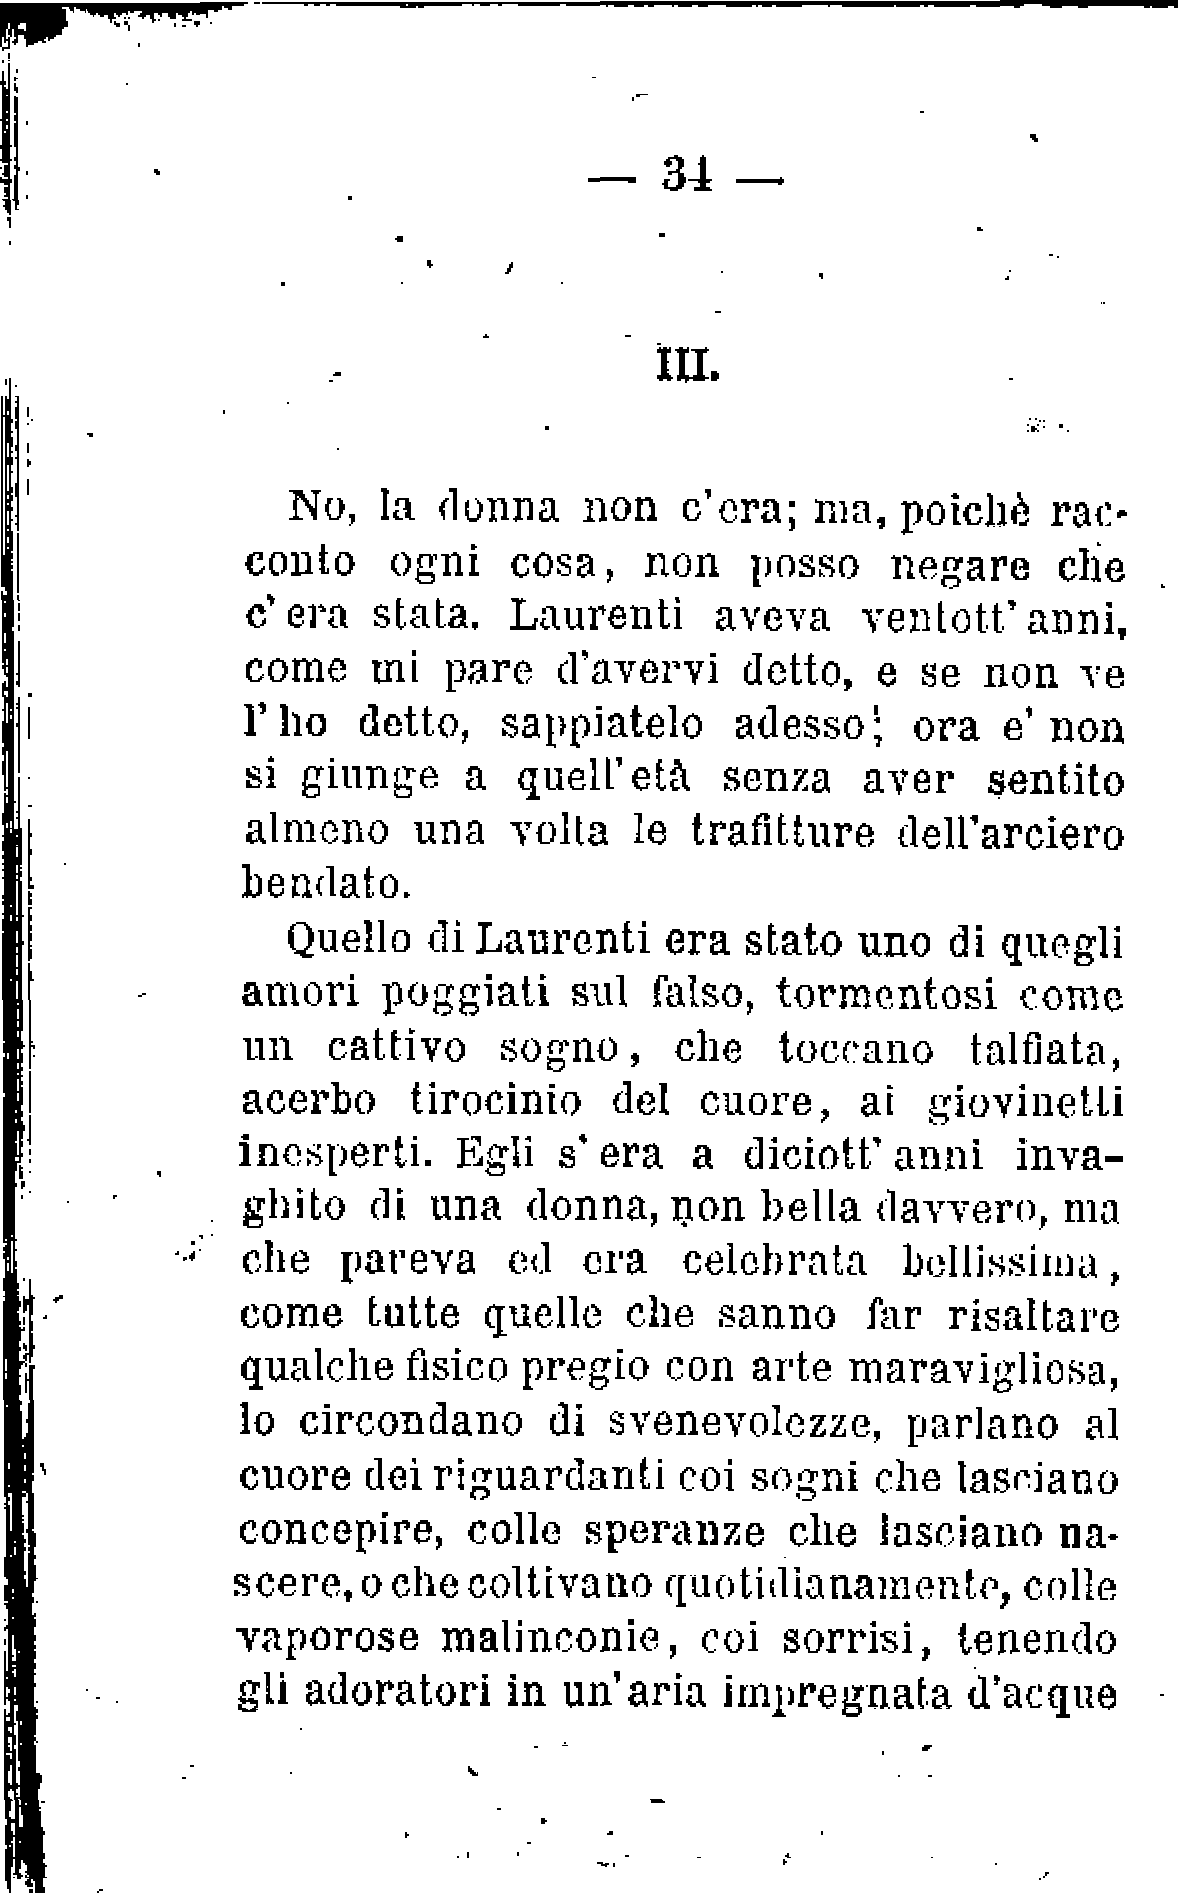 — 34 —
III.
No, la donna non c'era; ma, poichè rac-
conto ogni cosa, non posso negare che
c'era stata. Laurenti aveva ventott'anni,
come mi pare d'avervi detto, e se non ve
l'ho detto, sappiatelo adesso; ora e' non
si giunge a quell'età senza aver sentito
almeno una volta le trafitture dell'arciero
bendato.
Quello di Laurenti era stato uno di quegli
amori poggiati sul falso, tormentosi come
un cattivo sogno, che toccano talfiata,
acerbo tirocinio del cuore, ai giovinetti
inesperti. Egli s'era a diciott'anni inva-
ghito di una donna, non bella davvero, ma
che pareva ed era celebrata bellissima,
come tutte quelle che sanno far risaltare
qualche fisico pregio con arte maravigliosa,
lo circondano di svenevolezze, parlano al
cuore dei riguardanti coi sogni che lasciano
concepire, colle speranze che lasciano na-
scere, o che coltivano quotidianamente, colle
vaporose malinconie, coi sorrisi, tenendo
gli adoratori in un'aria impregnata d'acque